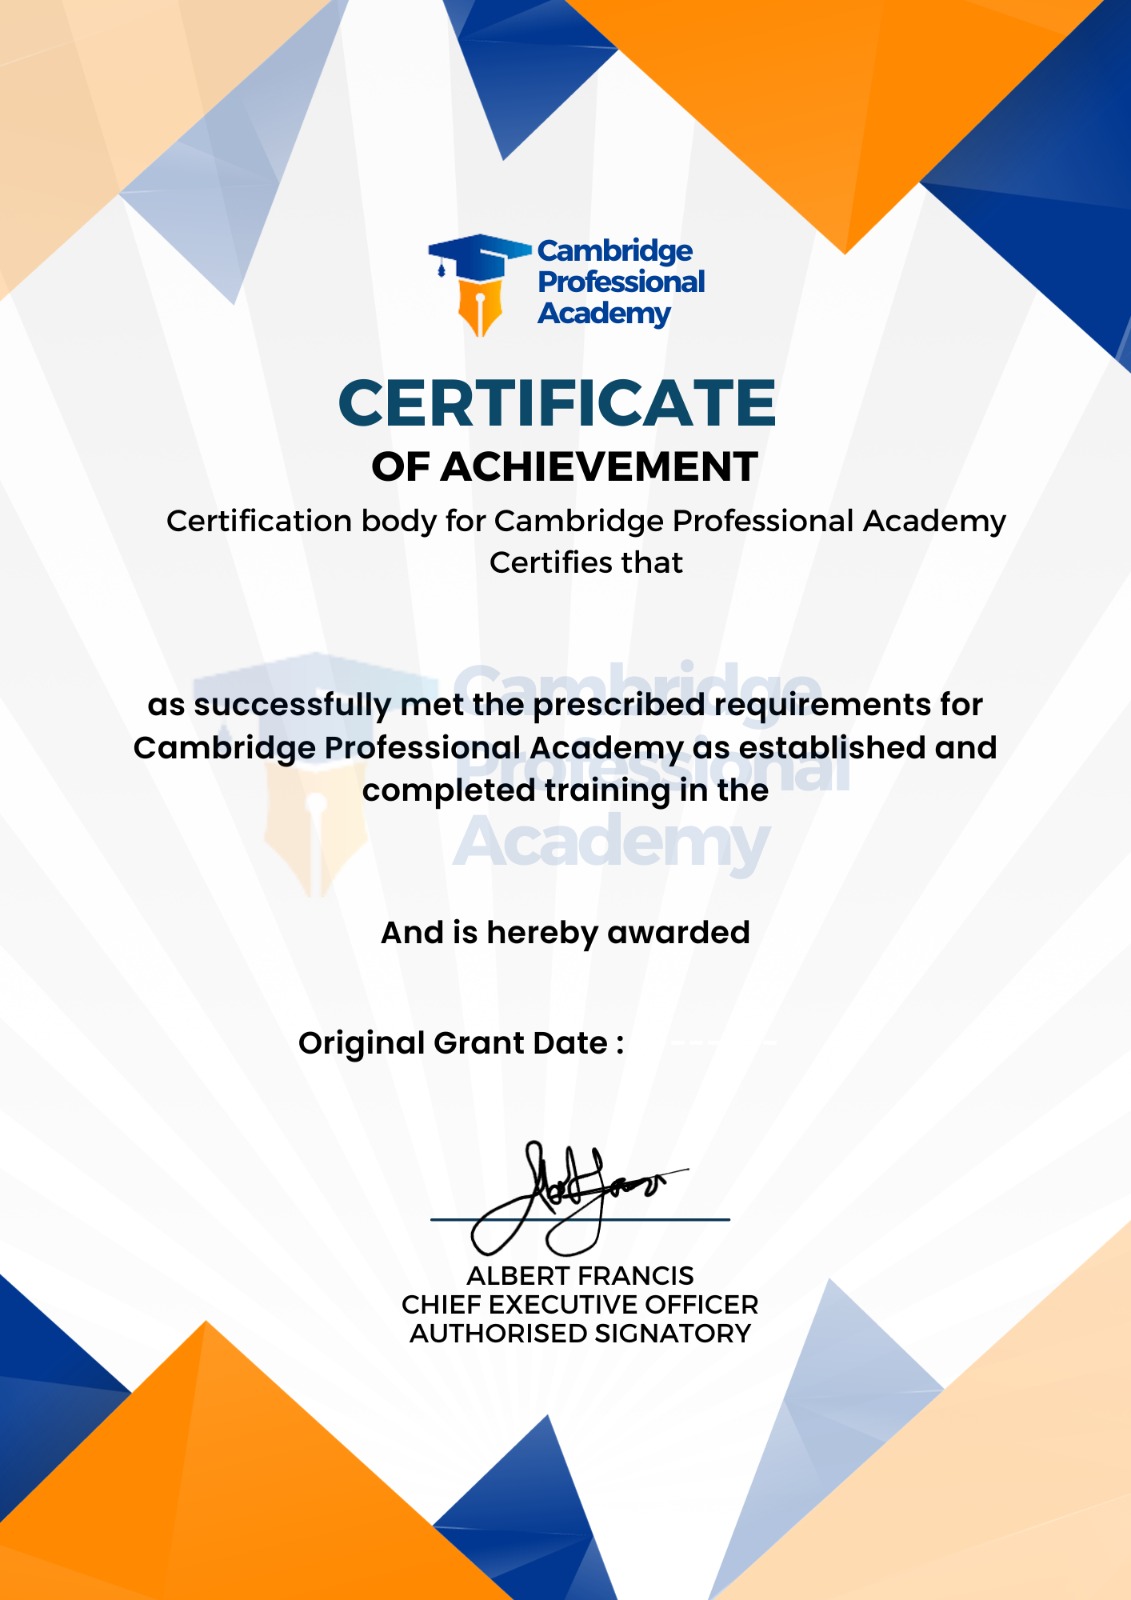 Cambridge
Professional
Academy
CERTIFICATE
OF ACHIEVEMENT
Certification body for Cambridge Professional Academy
Certifies that
Cambridge
Professional
Academy
as successfully met the prescribed requirements for
Cambridge Professional Academy as established and
completed training in the
And is hereby awarded
Original Grant Date :
Albert Francis
ALBERT FRANCIS
CHIEF EXECUTIVE OFFICER
AUTHORISED SIGNATORY